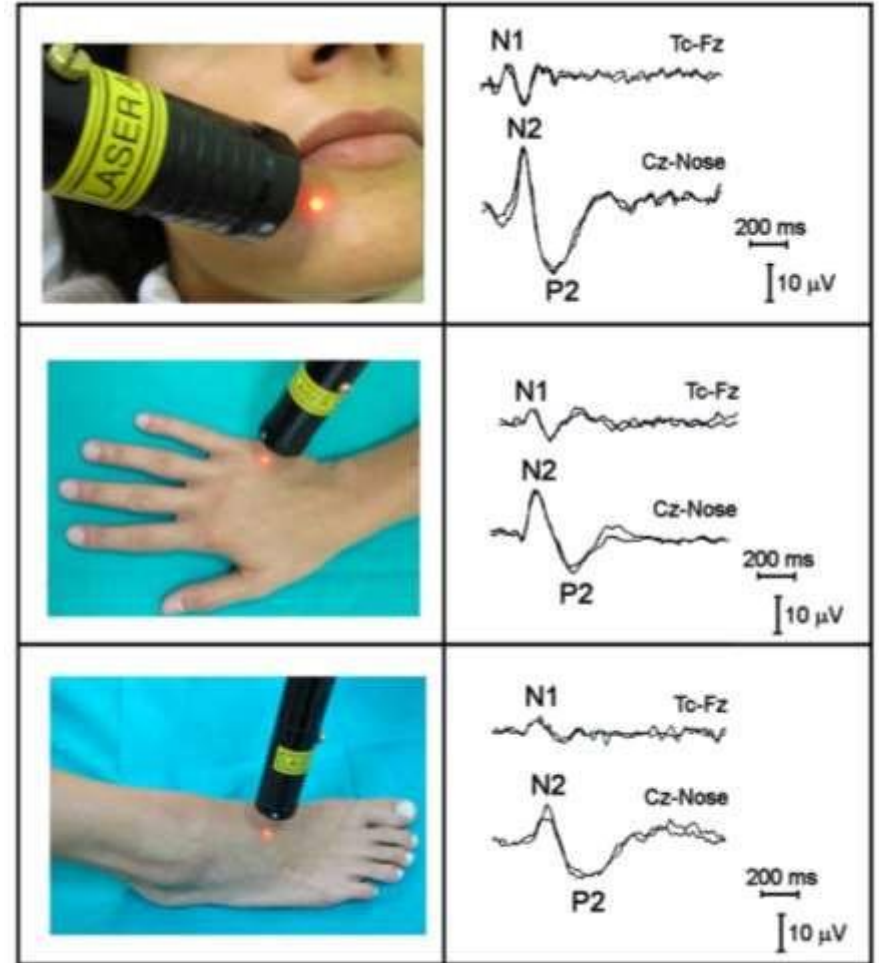 LASER
N1
Tc-Fz
N2
Cz-Nose
200 ms
P2
10 μV
N1
Tc-Fz
N2
Cz-Nose
200 ms
P2
10 μV
N1
Tc-Fz
N2
Cz-Nose
200 ms
P2
10 μV